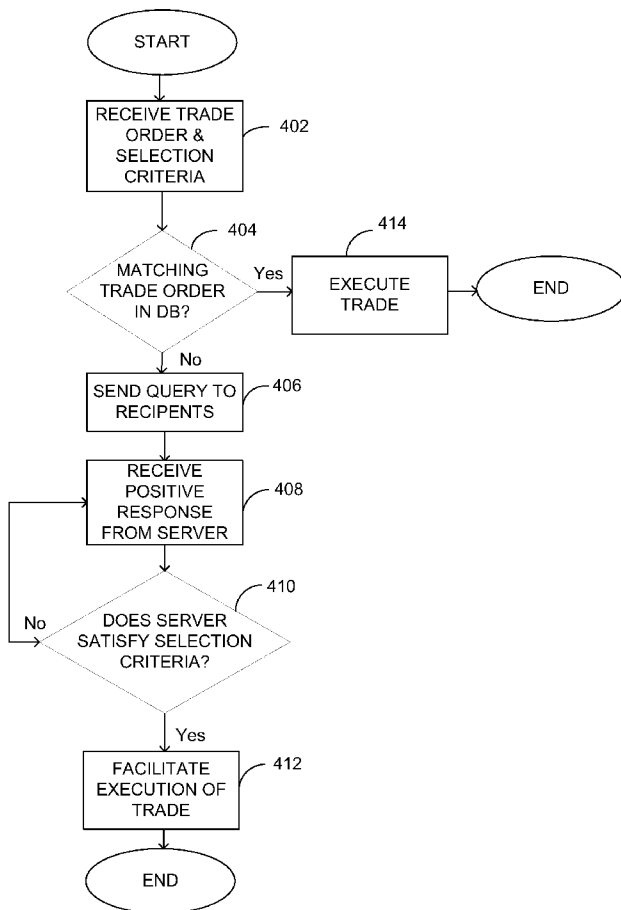 START
RECEIVE TRADE
ORDER &
SELECTION
CRITERIA
402
404
MATCHING
TRADE ORDER
IN DB?
Yes
414
EXECUTE
TRADE
END
No
SEND QUERY TO
RECIPENTS
406
RECEIVE
POSITIVE
RESPONSE
FROM SERVER
408
410
No
DOES SERVER
SATISFY SELECTION
CRITERIA?
Yes
FACILITATE
EXECUTION OF
TRADE
412
END